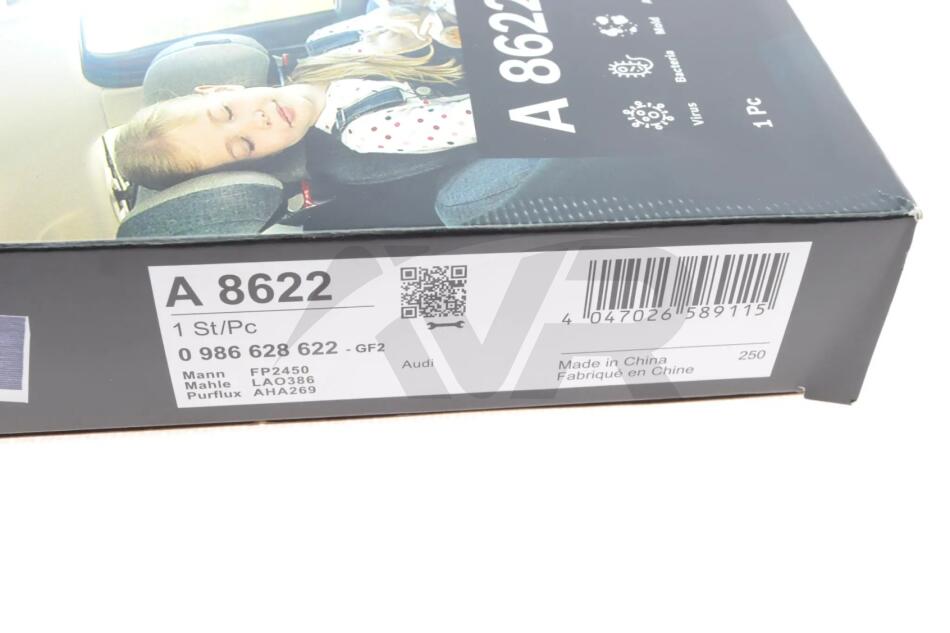 A 8622
Mold
Bacteria
Virus
1 Pc
A 8622
1 St/Pc
0 986 628 622 - GF2
Mann FP2450
Mahle LAO386
Purflux AHA269
Audi
4 047026 589115
Made in China 250
Fabriqué en Chine
VR